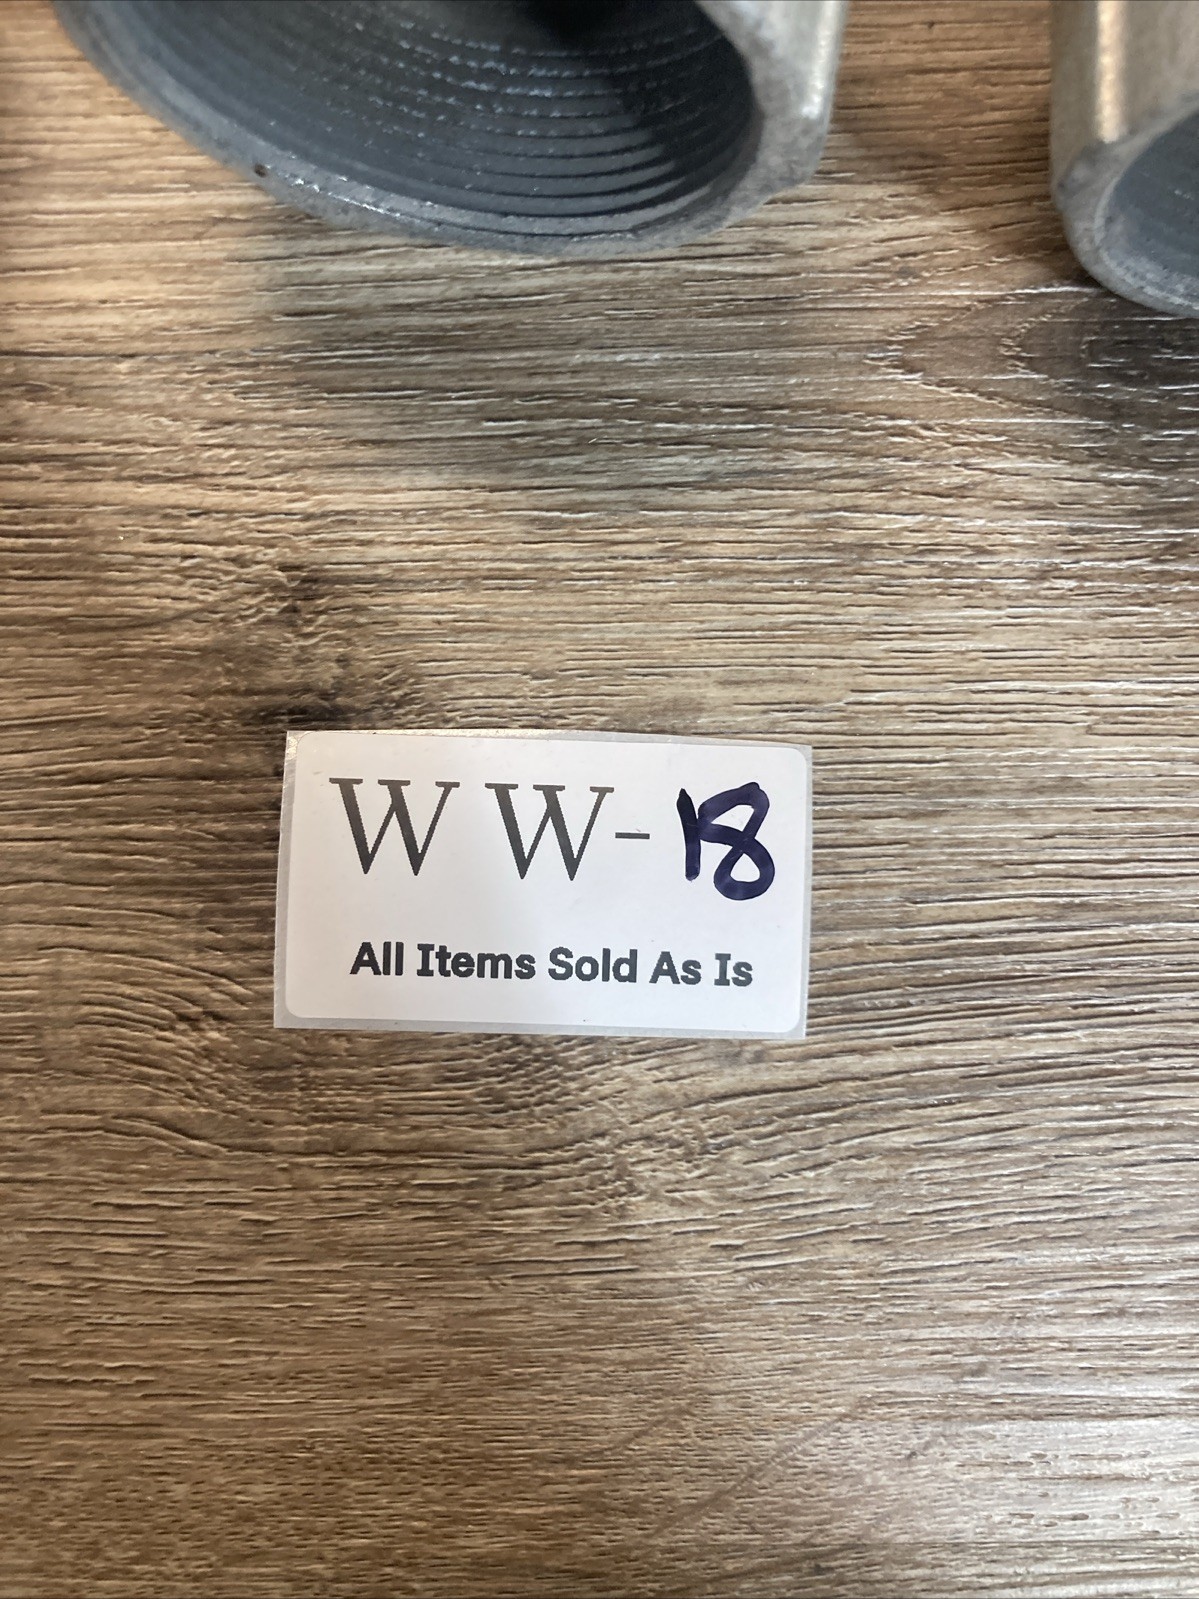 W W-18
All Items Sold As Is